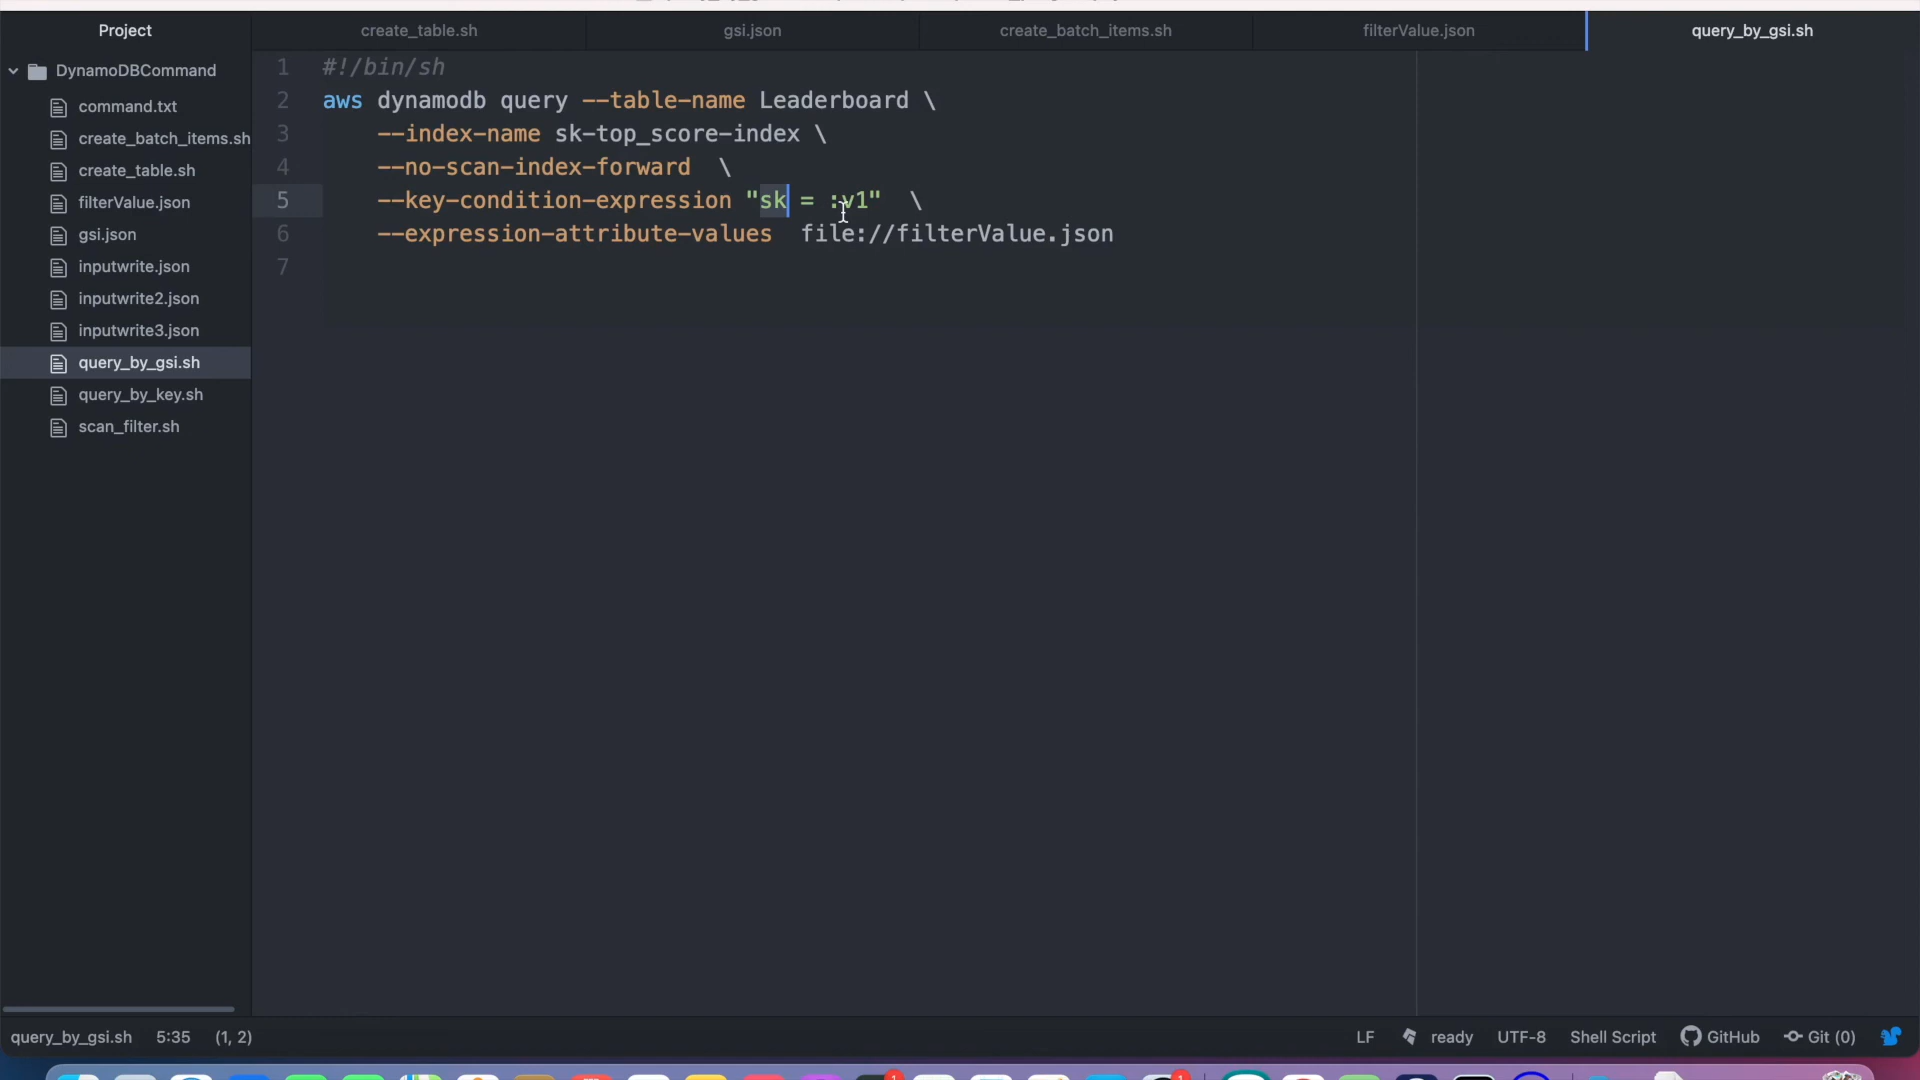 Project
create_table.sh
gsi.json
create_batch_items.sh
filterValue.json
query_by_gsi.sh
DynamoDBCommand
command.txt
create_batch_items.sh
create_table.sh
filterValue.json
gsi.json
inputwrite.json
inputwrite2.json
inputwrite3.json
query_by_gsi.sh
query_by_key.sh
scan_filter.sh
1 #!/bin/sh
2 aws dynamodb query --table-name Leaderboard \
3 --index-name sk-top_score-index \
4 --no-scan-index-forward \
5 --key-condition-expression "sk = :v1" \
6 --expression-attribute-values file://filterValue.json
7
query_by_gsi.sh 5:35 (1, 2)
LF ready UTF-8 Shell Script GitHub Git (0)
1
1